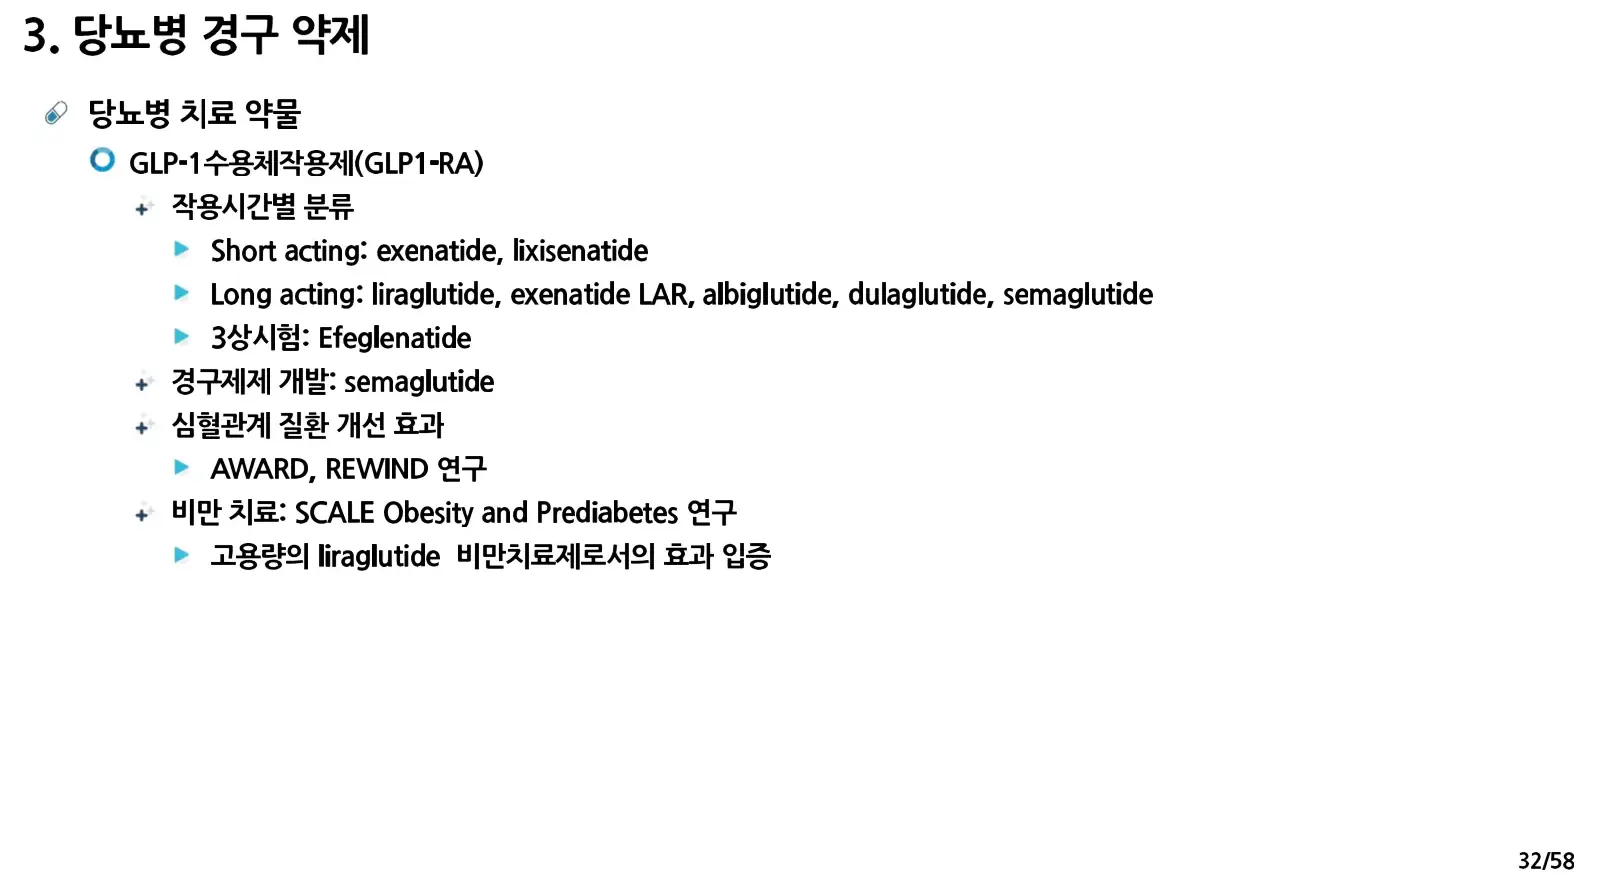 3. 당뇨병 경구 약제
당뇨병 치료 약물
GLP-1수용체작용제(GLP1-RA)
작용시간별 분류
Short acting: exenatide, lixisenatide
Long acting: liraglutide, exenatide LAR, albiglutide, dulaglutide, semaglutide
3상시험: Efeglenatide
경구제제 개발: semaglutide
심혈관계 질환 개선 효과
AWARD, REWIND 연구
비만 치료: SCALE Obesity and Prediabetes 연구
고용량의 liraglutide 비만치료제로서의 효과 입증
32/58